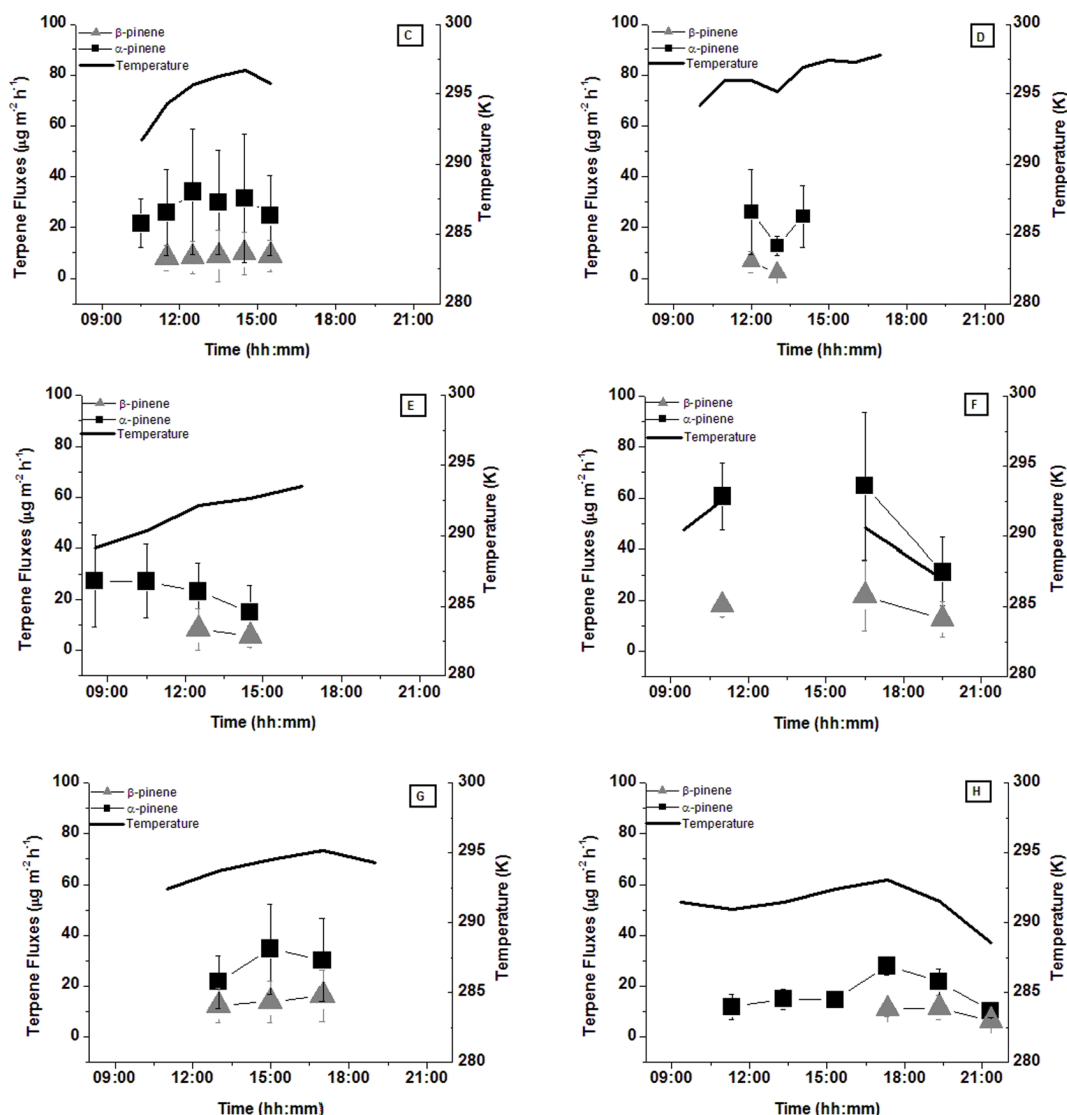 C
β-pinene
α-pinene
Temperature
Terpene Fluxes (μg m⁻² h⁻¹)
100
80
60
40
20
0
300
295
290
285
280
Temperature (K)
09:00 12:00 15:00 18:00 21:00
Time (hh:mm)
D
β-pinene
α-pinene
Temperature
Terpene Fluxes (μg m⁻² h⁻¹)
100
80
60
40
20
0
300
295
290
285
280
Temperature (K)
09:00 12:00 15:00 18:00 21:00
Time (hh:mm)
E
β-pinene
α-pinene
Temperature
Terpene Fluxes (μg m⁻² h⁻¹)
100
80
60
40
20
0
300
295
290
285
280
Temperature (K)
09:00 12:00 15:00 18:00 21:00
Time (hh:mm)
F
β-pinene
α-pinene
Temperature
Terpene Fluxes (μg m⁻² h⁻¹)
100
80
60
40
20
0
300
295
290
285
280
Temperature (K)
09:00 12:00 15:00 18:00 21:00
Time (hh:mm)
G
β-pinene
α-pinene
Temperature
Terpene Fluxes (μg m⁻² h⁻¹)
100
80
60
40
20
0
300
295
290
285
280
Temperature (K)
09:00 12:00 15:00 18:00 21:00
Time (hh:mm)
H
β-pinene
α-pinene
Temperature
Terpene Fluxes (μg m⁻² h⁻¹)
100
80
60
40
20
0
300
295
290
285
280
Temperature (K)
09:00 12:00 15:00 18:00 21:00
Time (hh:mm)